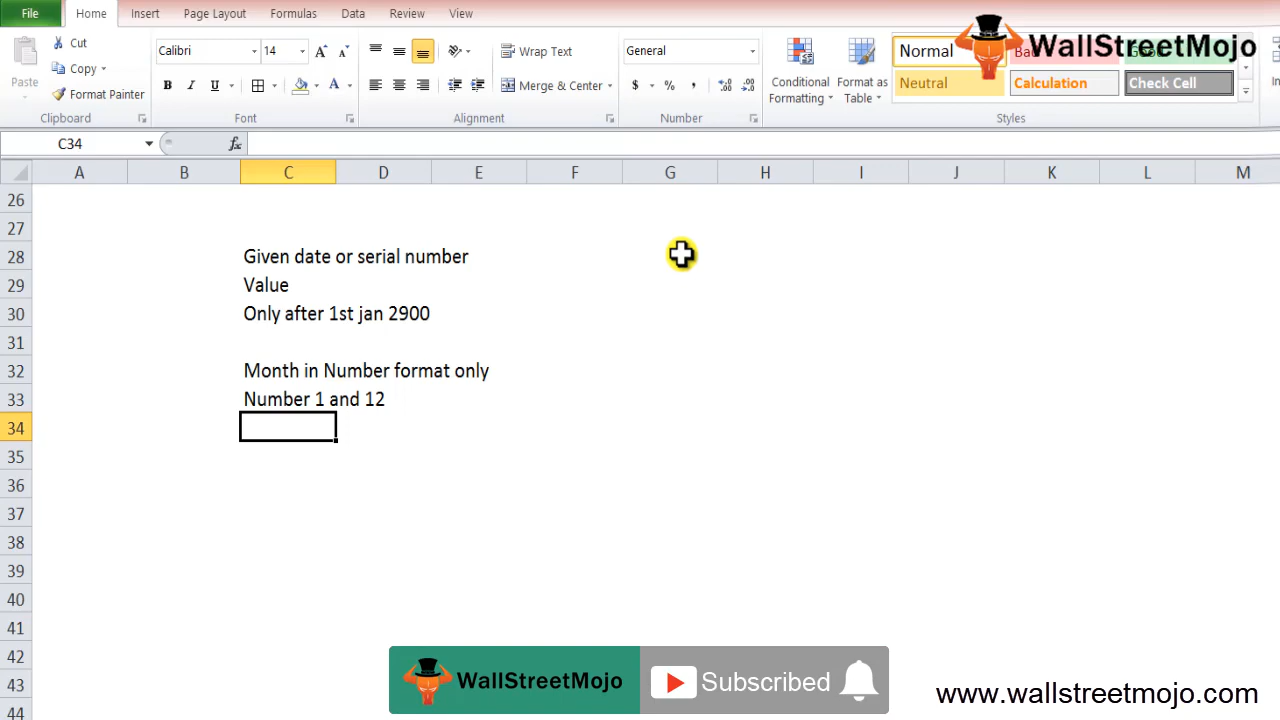 File Home Insert Page Layout Formulas Data Review View
WallStreetMojo
Paste Cut Copy Format Painter
Calibri 14
B I U
Wrap Text
Merge & Center
General
$ % ,
Conditional Formatting
Format as Table
Normal Bad
Neutral Calculation Check Cell
Clipboard Font Alignment Number Styles
C34 fx
A B C D E F G H I J K L M
26
27
28 Given date or serial number
29 Value
30 Only after 1st jan 2900
31
32 Month in Number format only
33 Number 1 and 12
34
35
36
37
38
39
40
41
42
43
44
WallStreetMojo Subscribed
www.wallstreetmojo.com